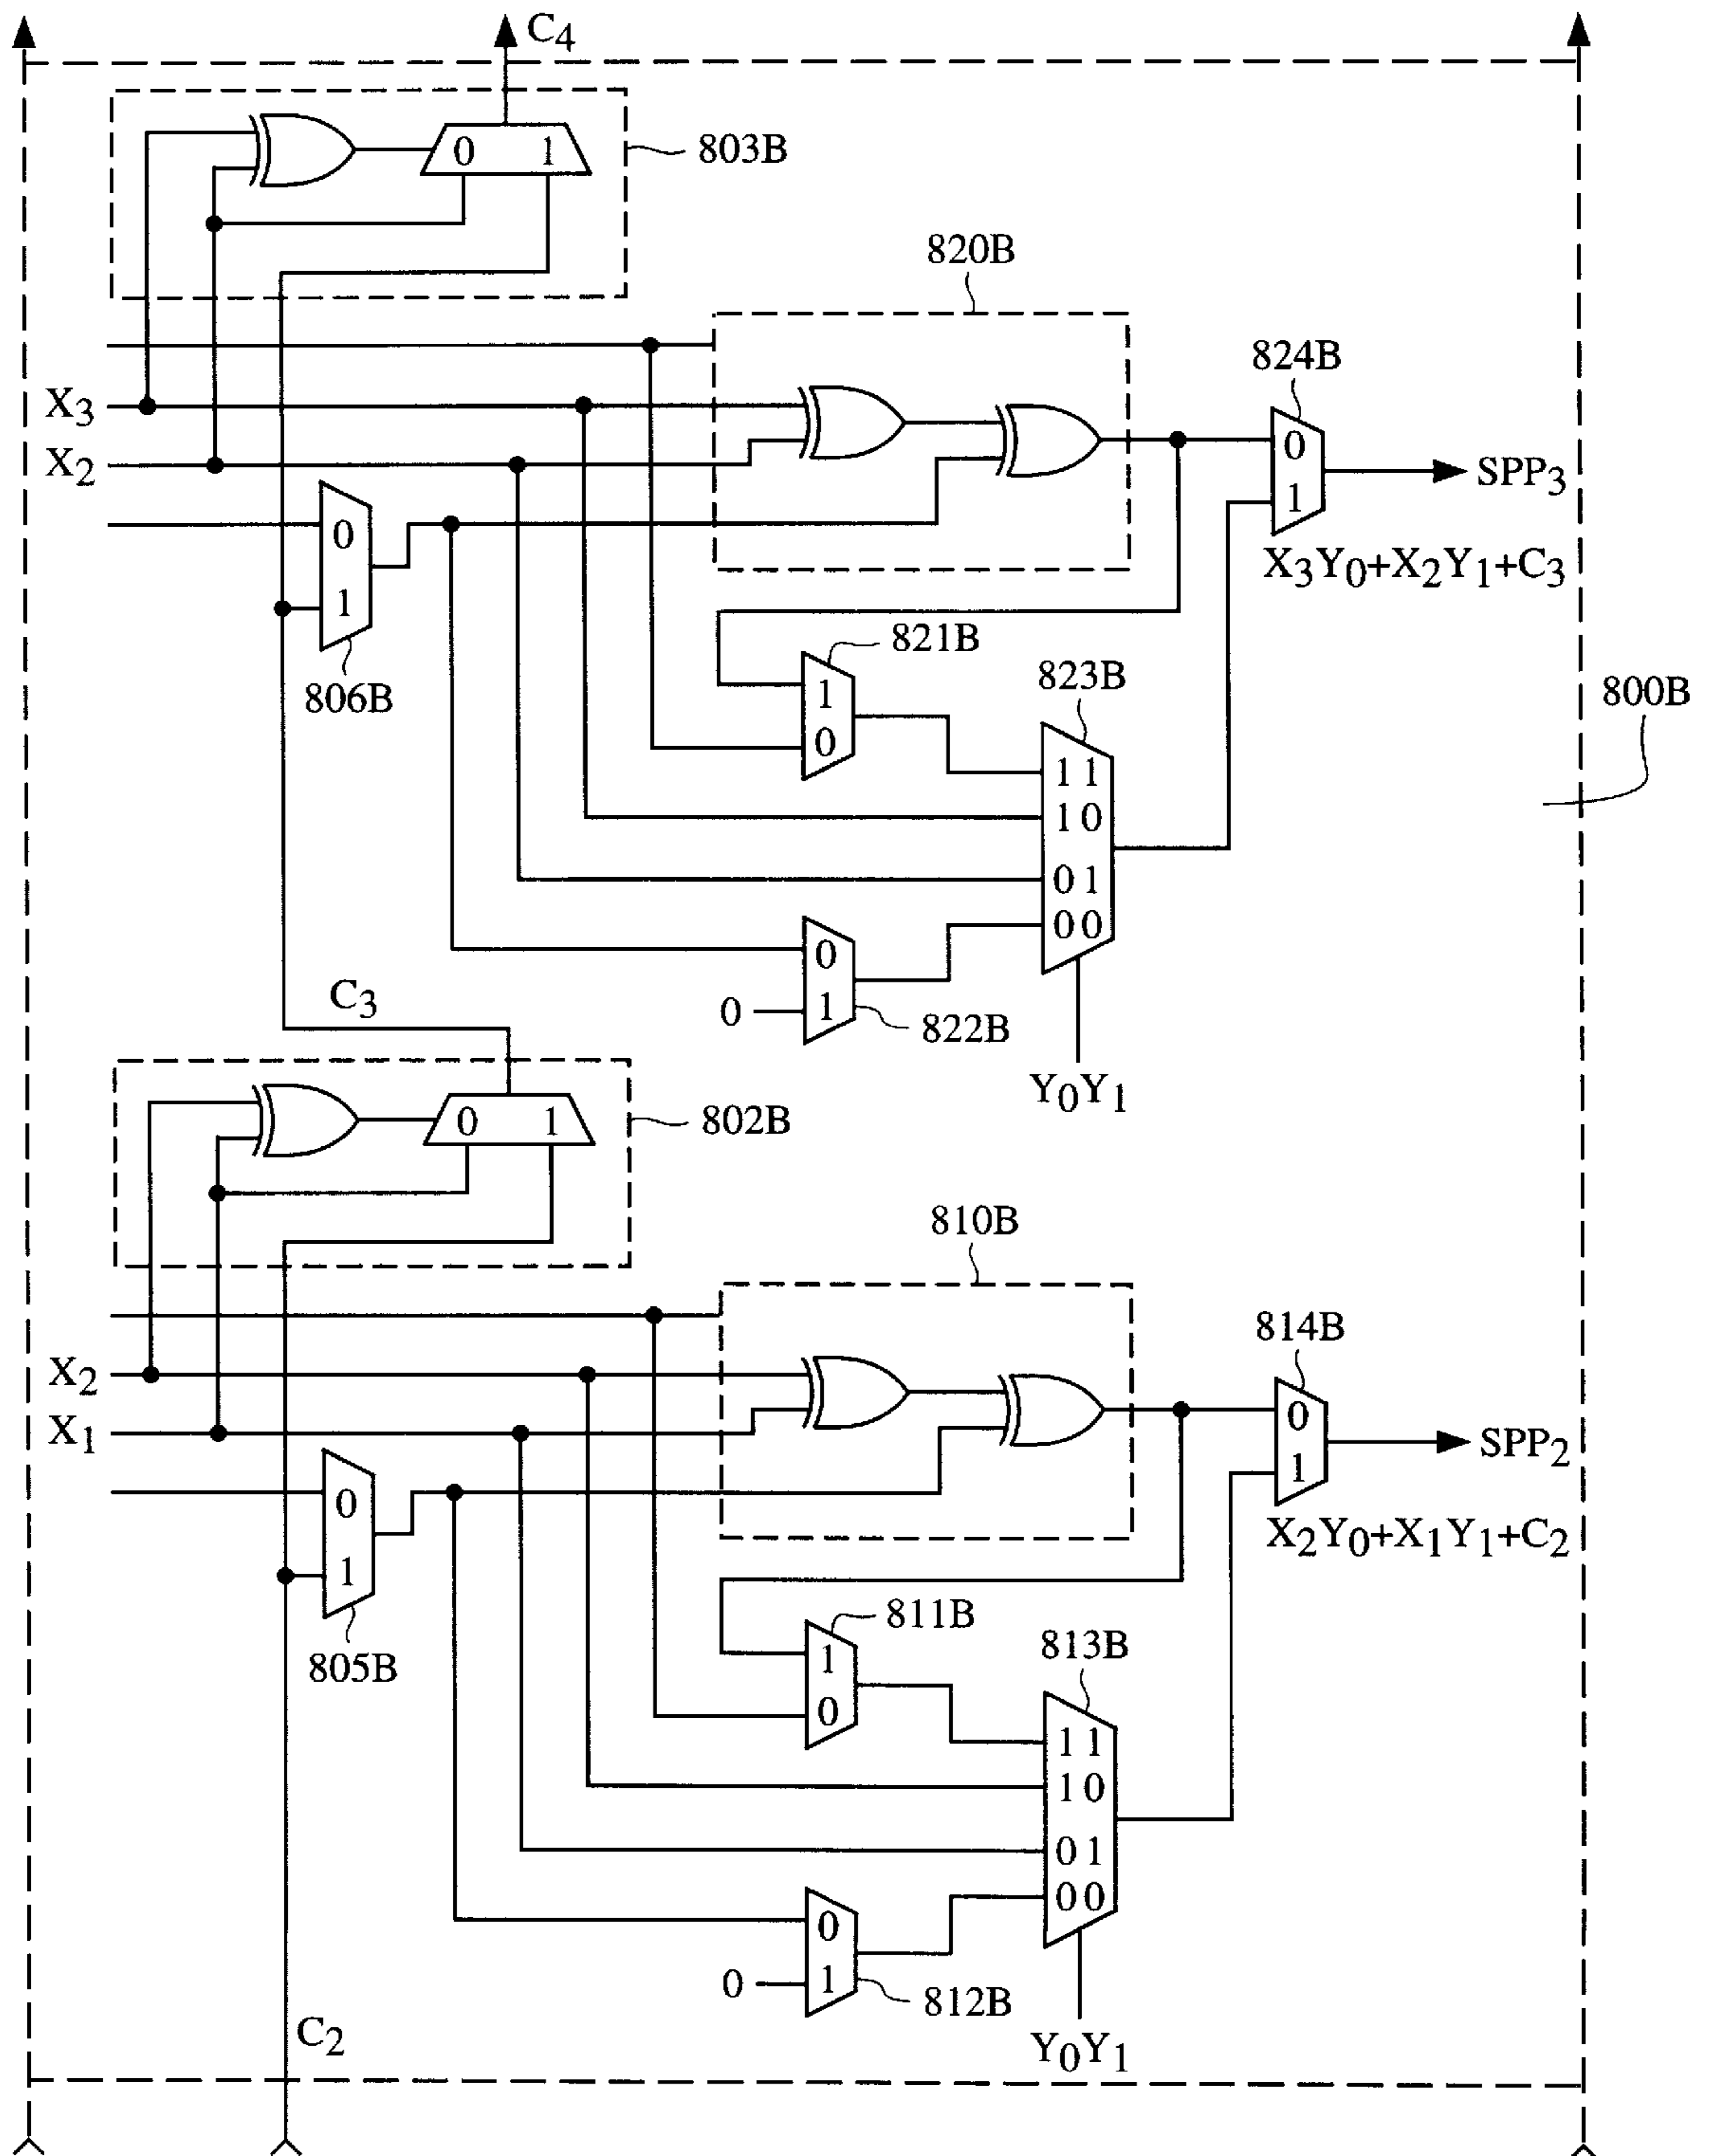 C4
0 1
803B
820B
824B
X3
0
SPP3
X2
1
0
X3Y0+X2Y1+C3
1
821B
823B
800B
806B
1
0
11
10
01
00
0
C3
0
1
822B
Y0Y1
0 1
802B
810B
814B
X2
0
X1
SPP2
1
0
X2Y0+X1Y1+C2
1
811B
813B
805B
1
0
11
10
01
00
0
0
1
812B
C2
Y0Y1